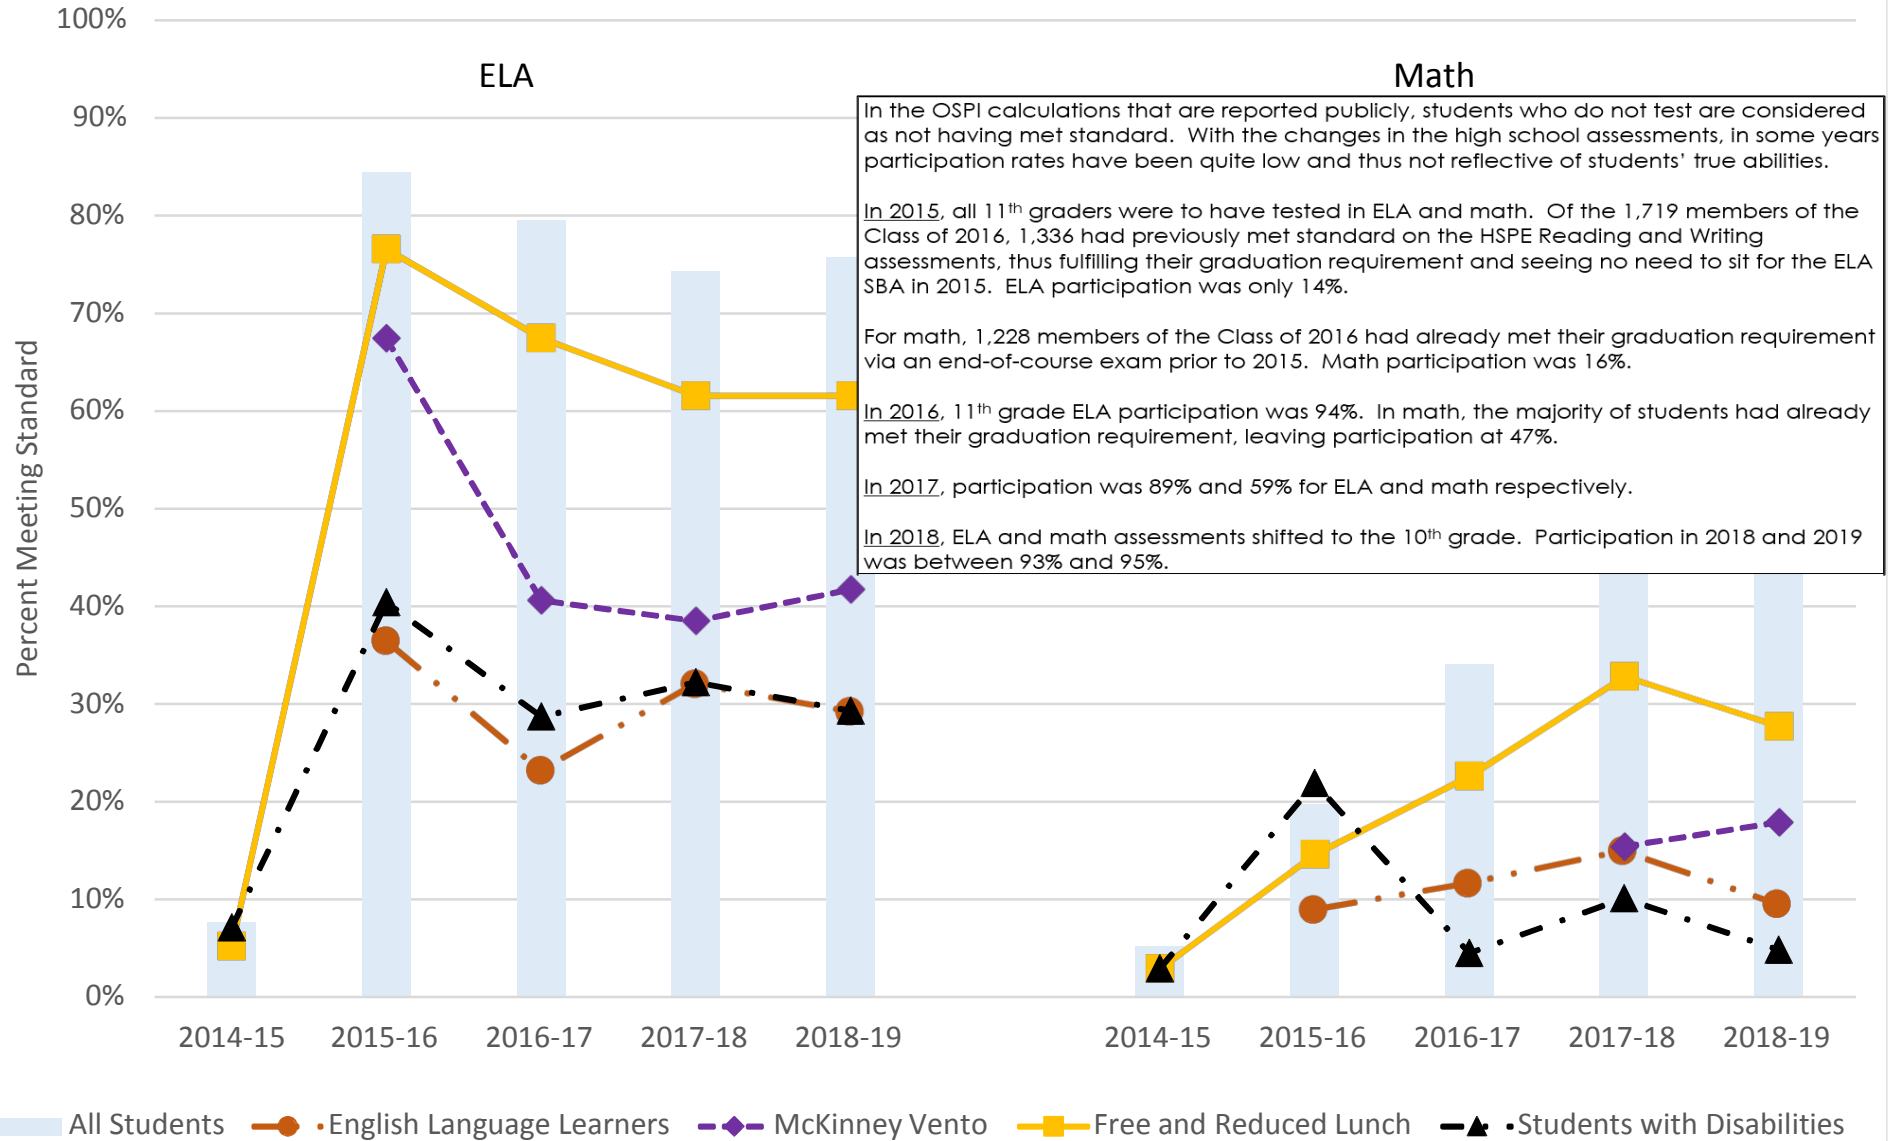 100%
ELA
Math
90%
80%
70%
60%
50%
40%
30%
20%
10%
0%
Percent Meeting Standard
In the OSPI calculations that are reported publicly, students who do not test are considered
as not having met standard.  With the changes in the high school assessments, in some years
participation rates have been quite low and thus not reflective of students' true abilities.
In 2015, all 11th graders were to have tested in ELA and math.  Of the 1,719 members of the
Class of 2016, 1,336 had previously met standard on the HSPE Reading and Writing
assessments, thus fulfilling their graduation requirement and seeing no need to sit for the ELA
SBA in 2015.  ELA participation was only 14%.
For math, 1,228 members of the Class of 2016 had already met their graduation requirement
via an end-of-course exam prior to 2015.  Math participation was 16%.
In 2016, 11th grade ELA participation was 94%.  In math, the majority of students had already
met their graduation requirement, leaving participation at 47%.
In 2017, participation was 89% and 59% for ELA and math respectively.
In 2018, ELA and math assessments shifted to the 10th grade.  Participation in 2018 and 2019
was between 93% and 95%.
2014-15 2015-16 2016-17 2017-18 2018-19 2014-15 2015-16 2016-17 2017-18 2018-19
All Students English Language Learners McKinney Vento Free and Reduced Lunch Students with Disabilities